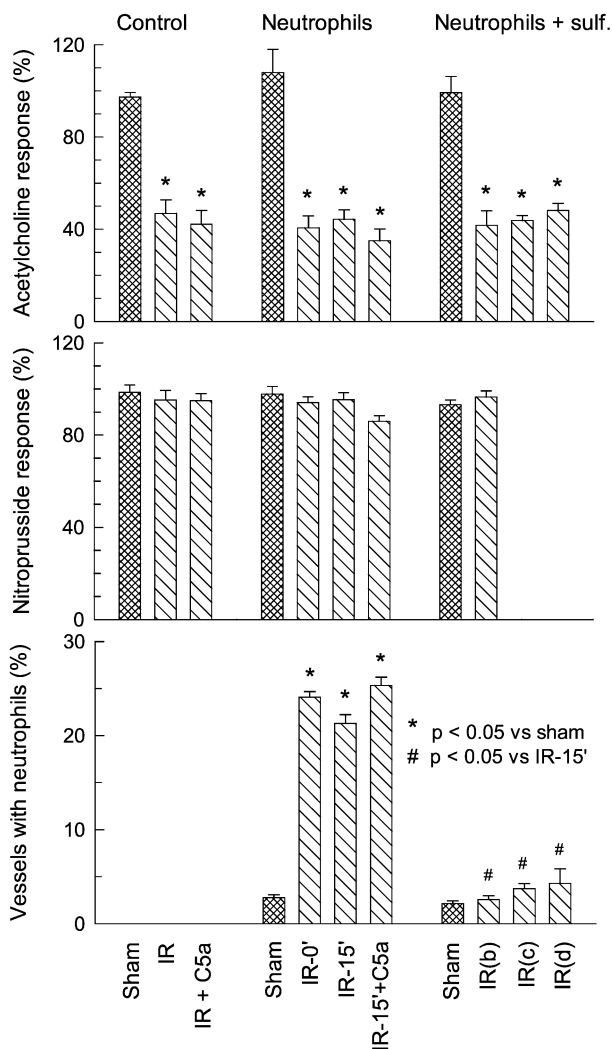 Control Neutrophils Neutrophils + sulf.
Acetylcholine response (%)
120
80
40
0
* *
* * *
* * *
Nitroprusside response (%)
120
80
40
0
Vessels with neutrophils (%)
30
20
10
0
* * *
* p < 0.05 vs sham
# p < 0.05 vs IR-15'
# # #
Sham
IR
IR + C5a
Sham
IR-0'
IR-15'
IR-15'+C5a
Sham
IR(b)
IR(c)
IR(d)